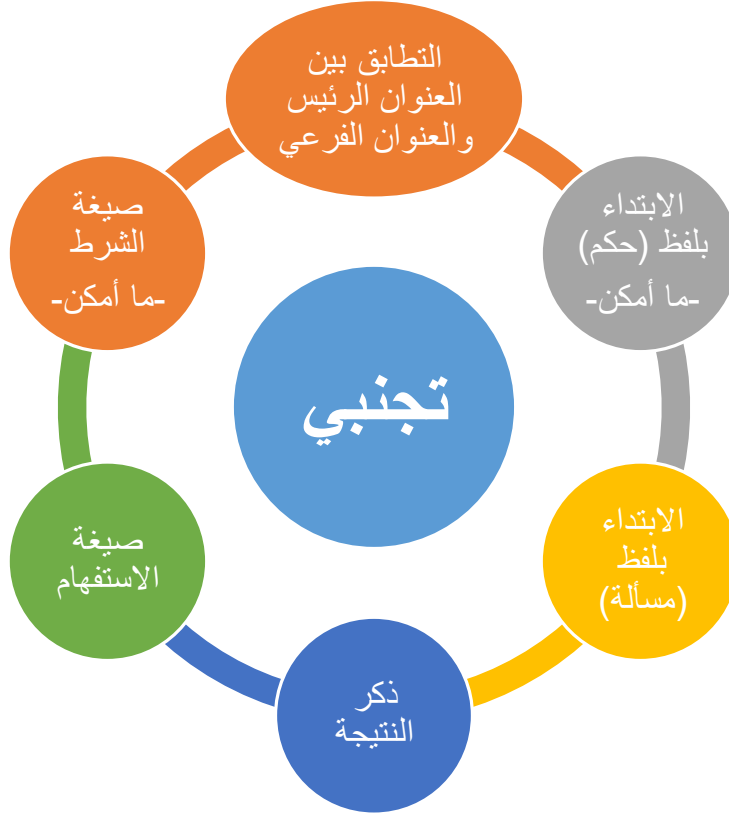 التطابق بين
العنوان الرئيس
والعنوان الفرعي
الابتداء
بلفظ (حكم)
-ما أمكن-
الابتداء
بلفظ
(مسألة)
ذكر
النتيجة
صيغة
الاستفهام
صيغة
الشرط
-ما أمكن-
تجنبي